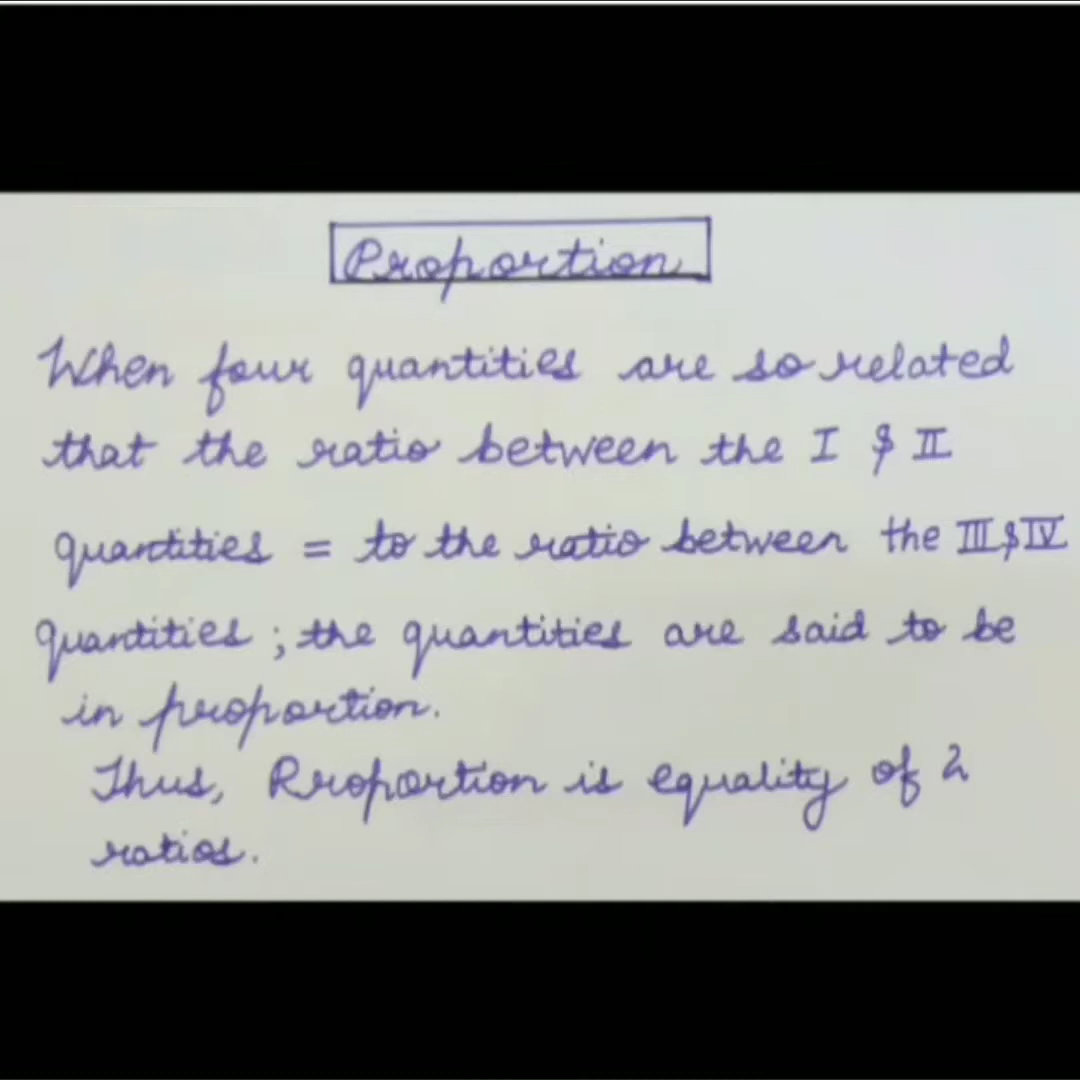 Proportion
When four quantities are so related
that the ratio between the I & II
quantities = to the ratio between the III & IV
quantities ; the quantities are said to be
in proportion.
Thus, Proportion is equality of 2
ratios.